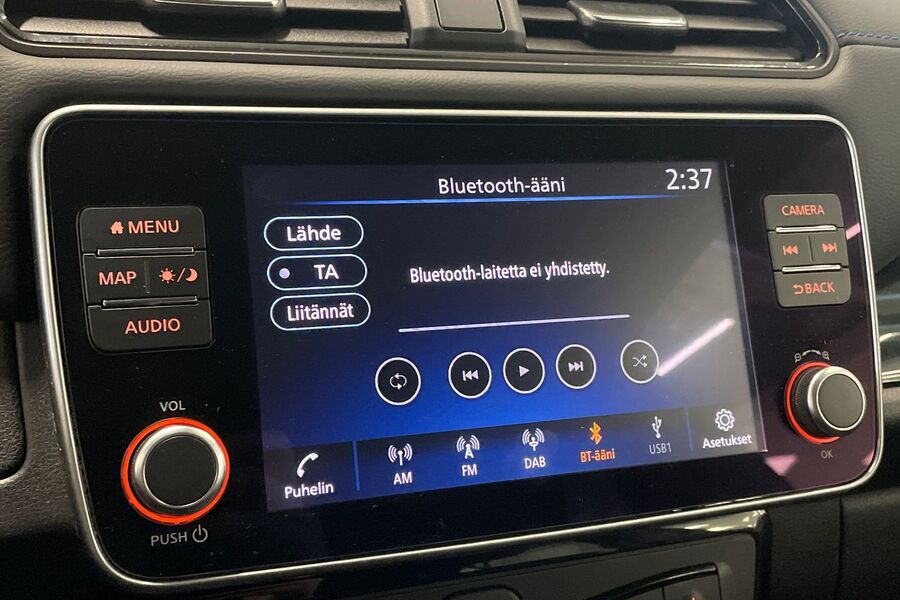 Bluetooth-ääni
2:37
MENU
MAP
AUDIO
VOL
PUSH
Lähde
TA
Liitännät
Bluetooth-laitetta ei yhdistetty.
Puhelin
AM
FM
DAB
BT-ääni
USB1
Asetukset
CAMERA
BACK
OK